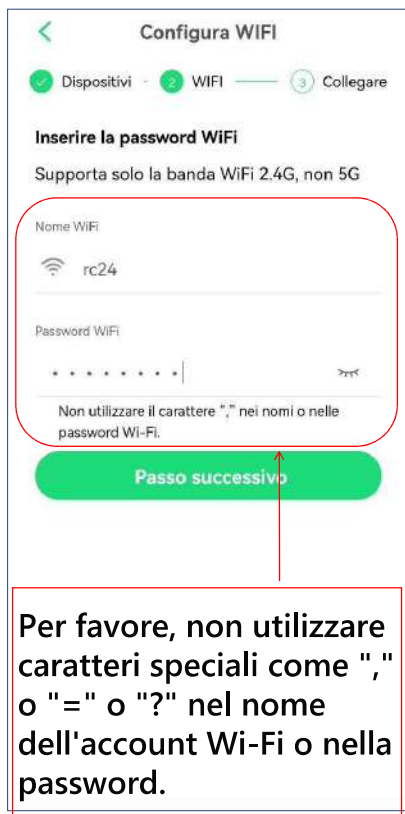 Configura WIFI
Dispositivi 2 WIFI 3 Collegare
Inserire la password WiFi
Supporta solo la banda WiFi 2.4G, non 5G
Nome WiFi
rc24
Password WiFi
Non utilizzare il carattere "," nei nomi o nelle
password Wi-Fi.
Passo successivo
Per favore, non utilizzare
caratteri speciali come ","
o "=" o "?" nel nome
dell'account Wi-Fi o nella
password.